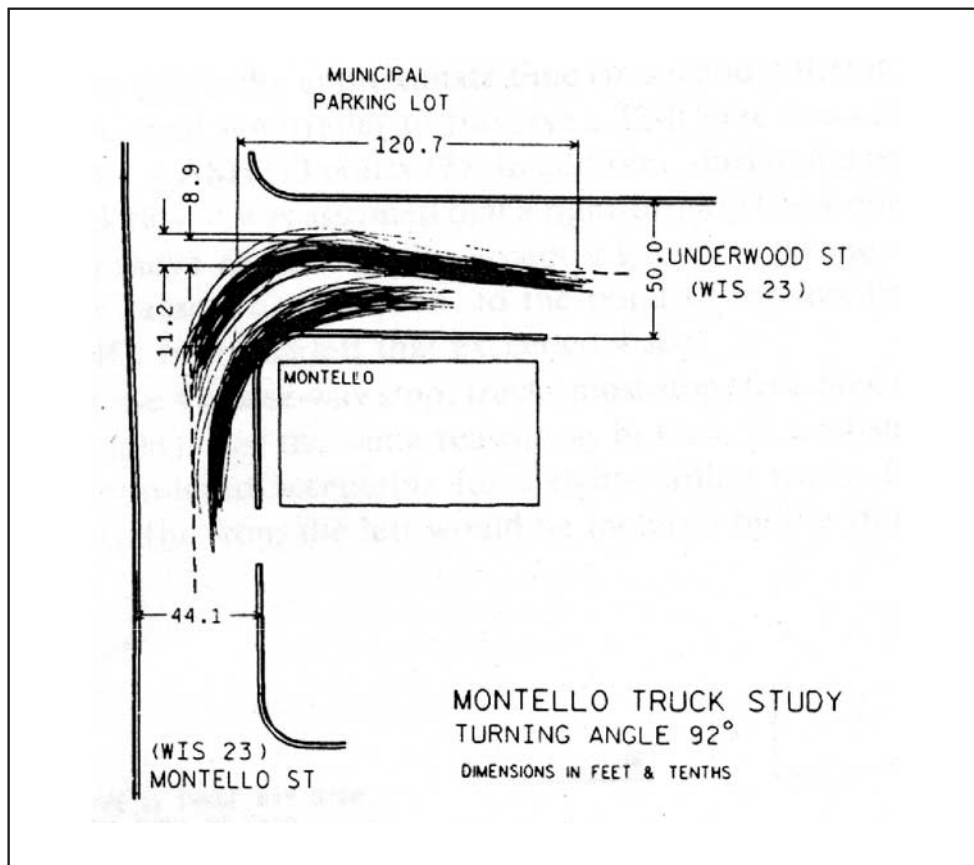 MUNICIPAL
PARKING LOT
120.7
8.9
11.2
50.0
UNDERWOOD ST
(WIS 23)
MONTELLO
44.1
(WIS 23)
MONTELLO ST
MONTELLO TRUCK STUDY
TURNING ANGLE 92°
DIMENSIONS IN FEET & TENTHS